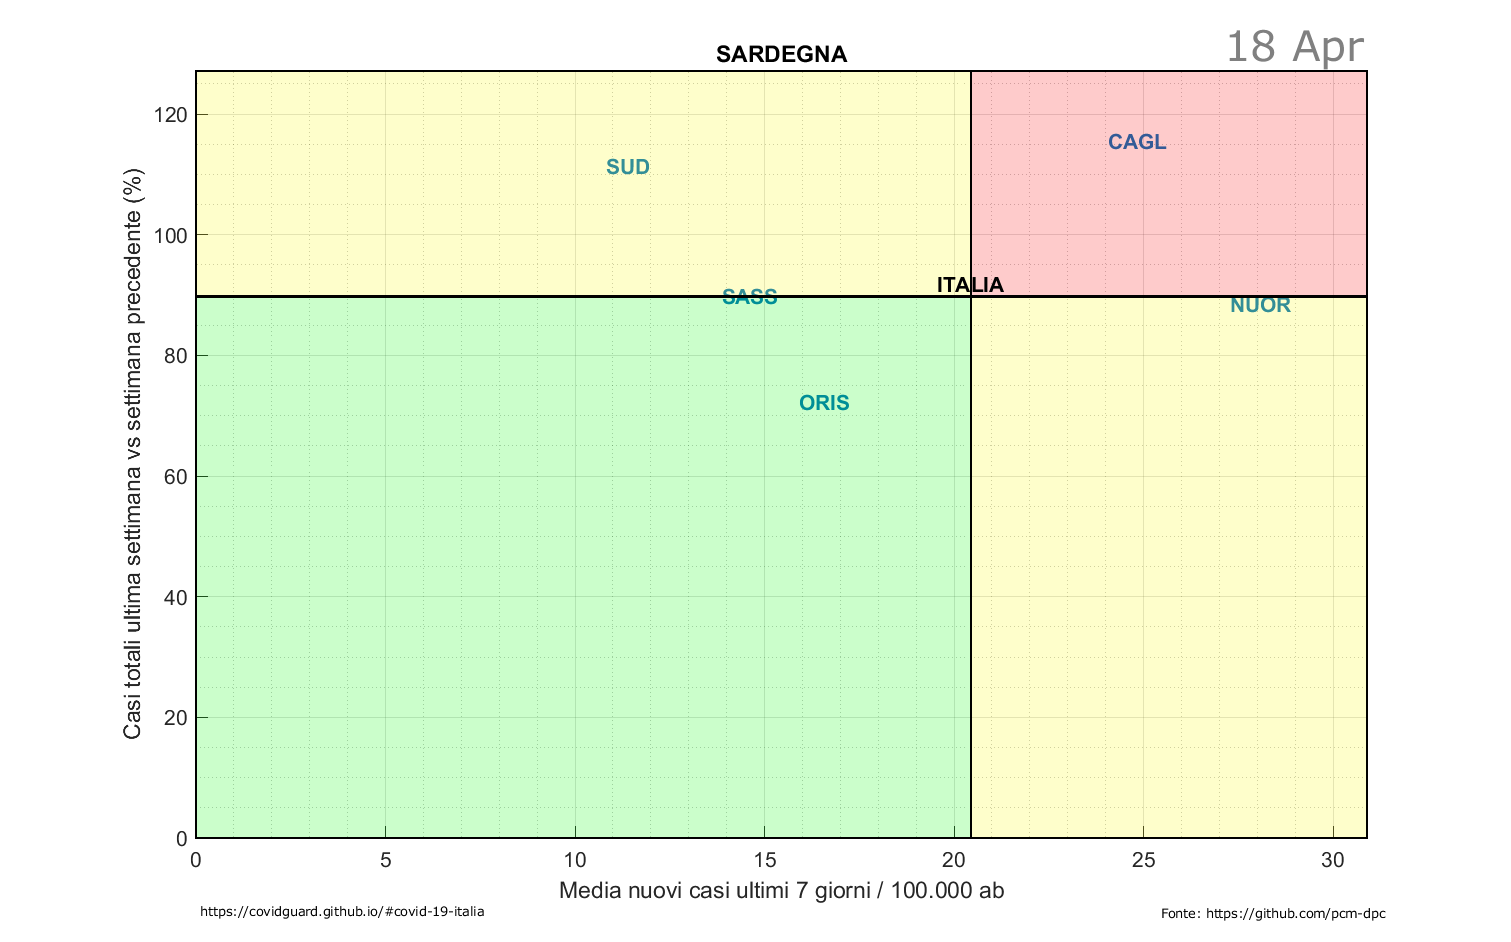 18 Apr
SARDEGNA
Casi totali ultima settimana vs settimana precedente (%)
120
100
80
60
40
20
0
CAGL
SUD
ITALIA
SASS
NUOR
ORIS
0 5 10 15 20 25 30
Media nuovi casi ultimi 7 giorni / 100.000 ab
https://covidguard.github.io/#covid-19-italia
Fonte: https://github.com/pcm-dpc